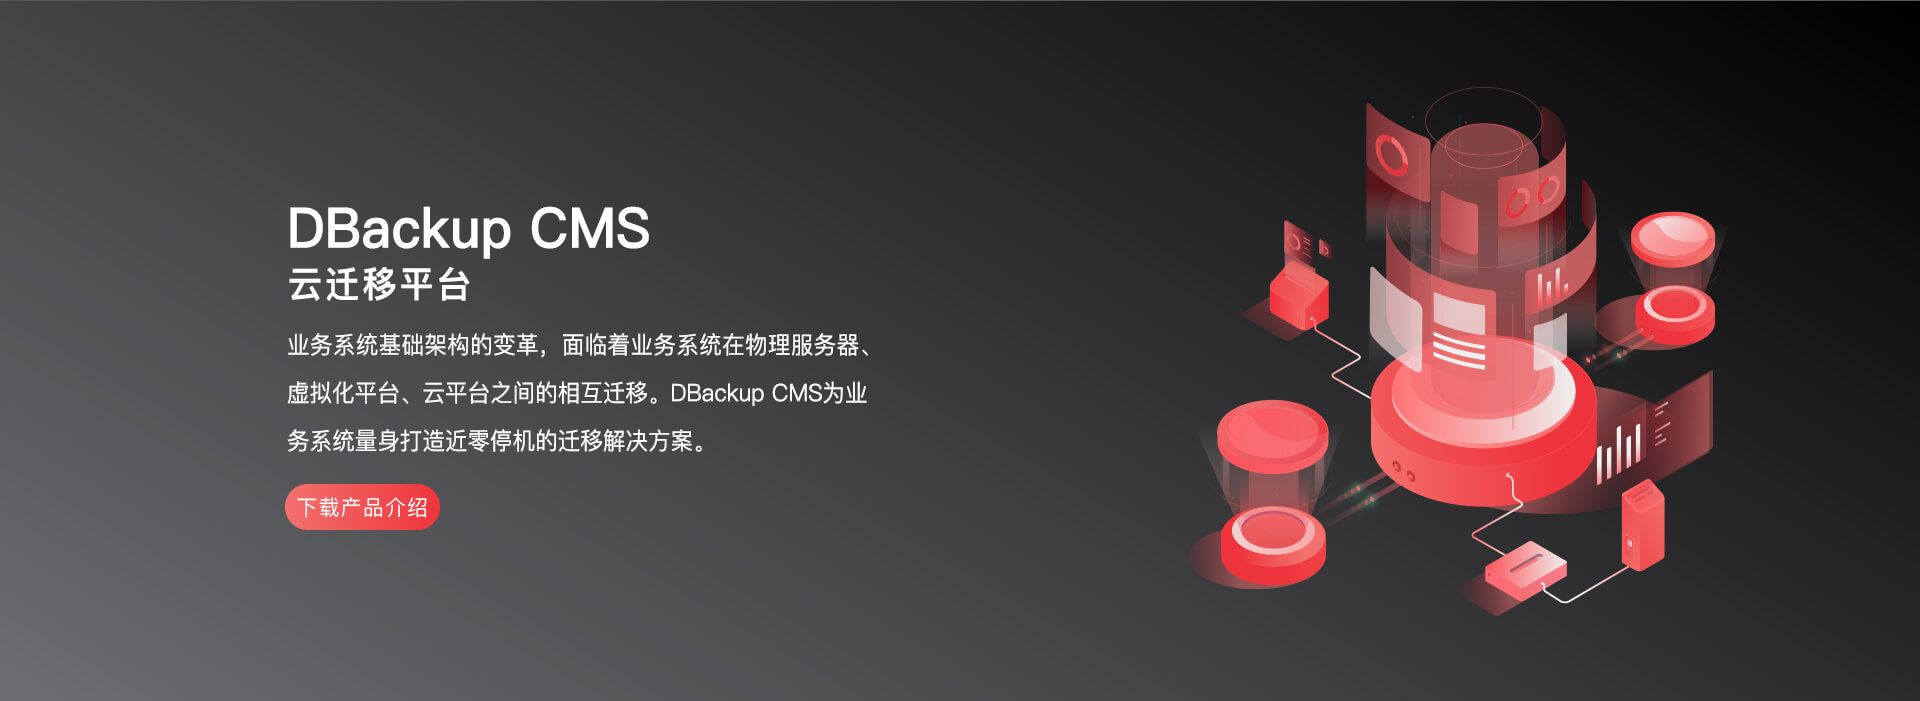 DBackup CMS
云迁移平台
业务系统基础架构的变革，面临着业务系统在物理服务器、
虚拟化平台、云平台之间的相互迁移。DBackup CMS为业
务系统量身打造近零停机的迁移解决方案。
下载产品介绍